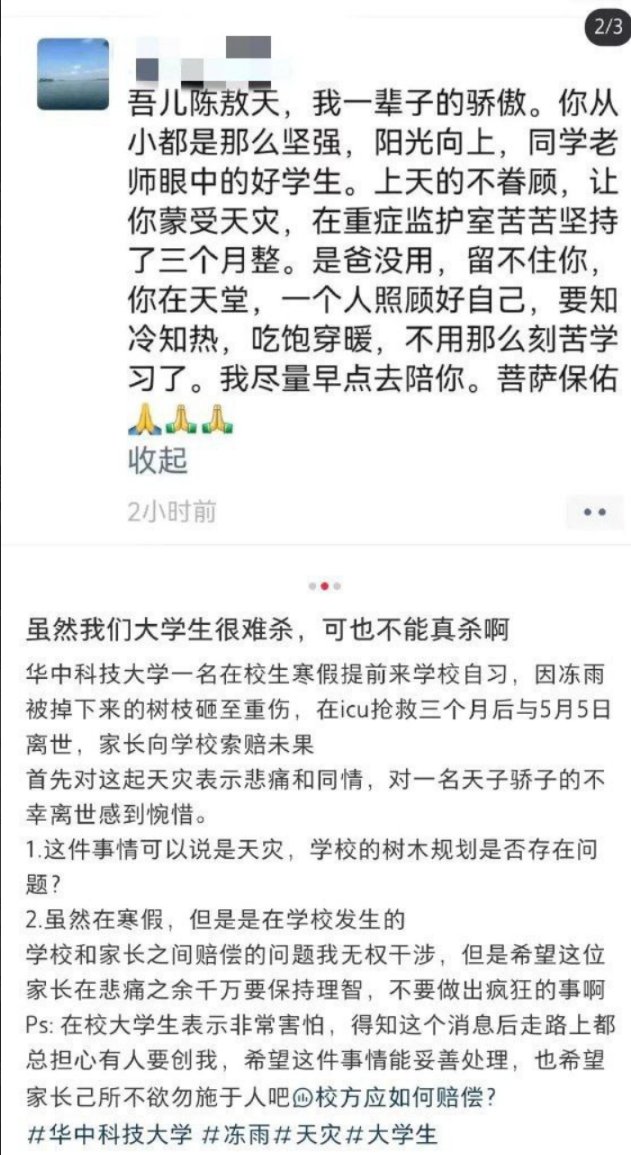 2/3
吾儿陈敖天，我一辈子的骄傲。你从
小都是那么坚强，阳光向上，同学老
师眼中的好学生。上天的不眷顾，让
你蒙受天灾，在重症监护室苦苦坚持
了三个月整。是爸没用，留不住你，
你在天堂，一个人照顾好自己，要知
冷知热，吃饱穿暖，不用那么刻苦学
习了。我尽量早点去陪你。菩萨保佑
🙏🙏🙏
收起
2小时前
虽然我们大学生很难杀，可也不能真杀啊
华中科技大学一名在校生寒假提前来学校自习，因冻雨
被掉下来的树枝砸至重伤，在icu抢救三个月后与5月5日
离世，家长向学校索赔未果
首先对这起天灾表示悲痛和同情，对一名天子骄子的不
幸离世感到惋惜。
1.这件事情可以说是天灾，学校的树木规划是否存在问
题？
2.虽然在寒假，但是是在学校发生的
学校和家长之间赔偿的问题我无权干涉，但是希望这位
家长在悲痛之余千万要保持理智，不要做出疯狂的事啊
Ps: 在校大学生表示非常害怕，得知这个消息后走路上都
总担心有人要创我，希望这件事情能妥善处理，也希望
家长己所不欲勿施于人吧校方应如何赔偿？
#华中科技大学 #冻雨#天灾#大学生